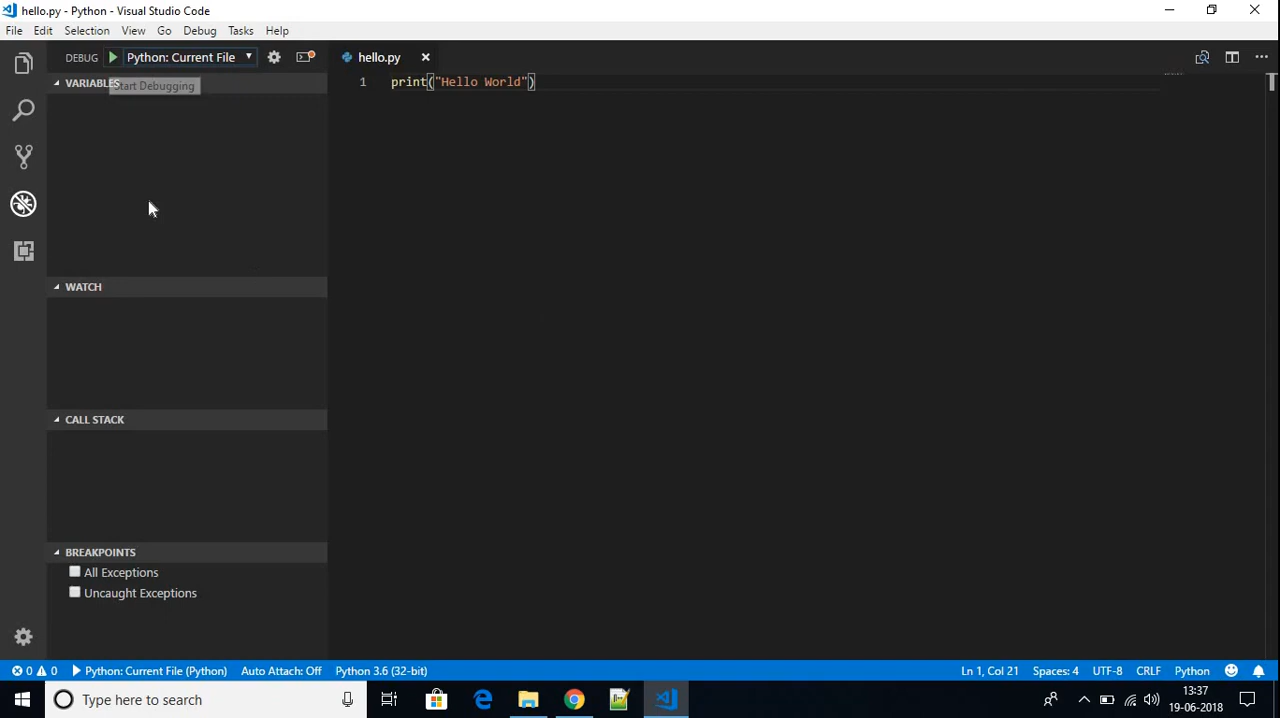 hello.py - Python - Visual Studio Code
File Edit Selection View Go Debug Tasks Help
DEBUG Python: Current File
hello.py
VARIABLES
Start Debugging
1 print("Hello World")
WATCH
CALL STACK
BREAKPOINTS
All Exceptions
Uncaught Exceptions
0 0 Python: Current File (Python) Auto Attach: Off Python 3.6 (32-bit) Ln 1, Col 21 Spaces: 4 UTF-8 CRLF Python
Type here to search
13:37
19-06-2018